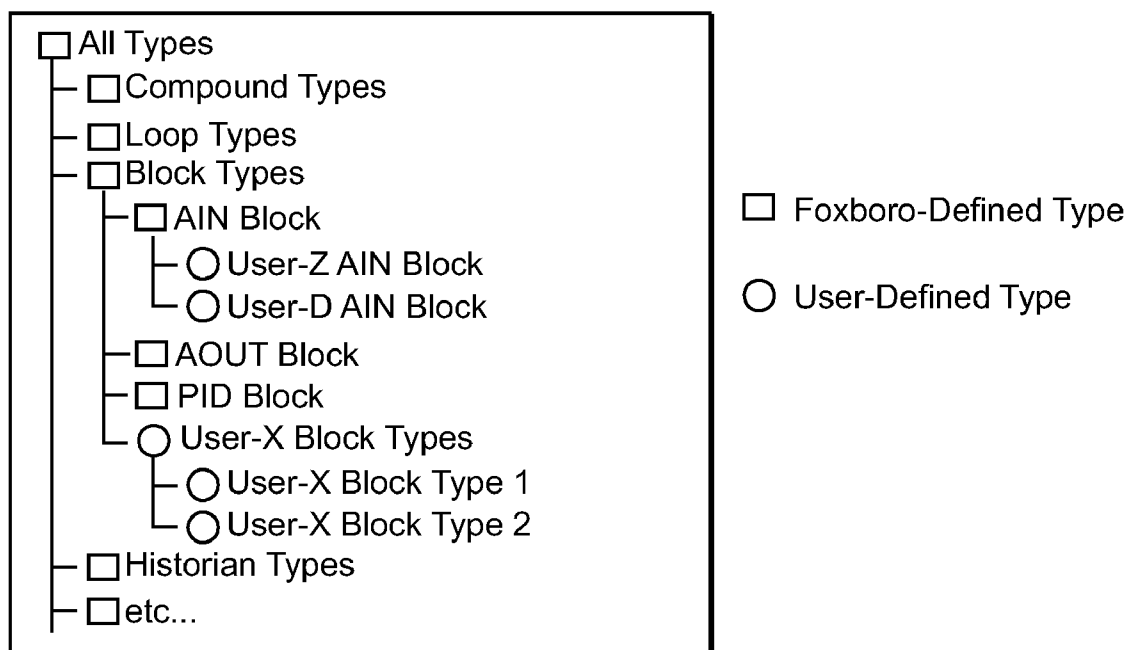 All Types
Compound Types
Loop Types
Block Types
AIN Block
User-Z AIN Block
User-D AIN Block
AOUT Block
PID Block
User-X Block Types
User-X Block Type 1
User-X Block Type 2
Historian Types
etc...
Foxboro-Defined Type
User-Defined Type